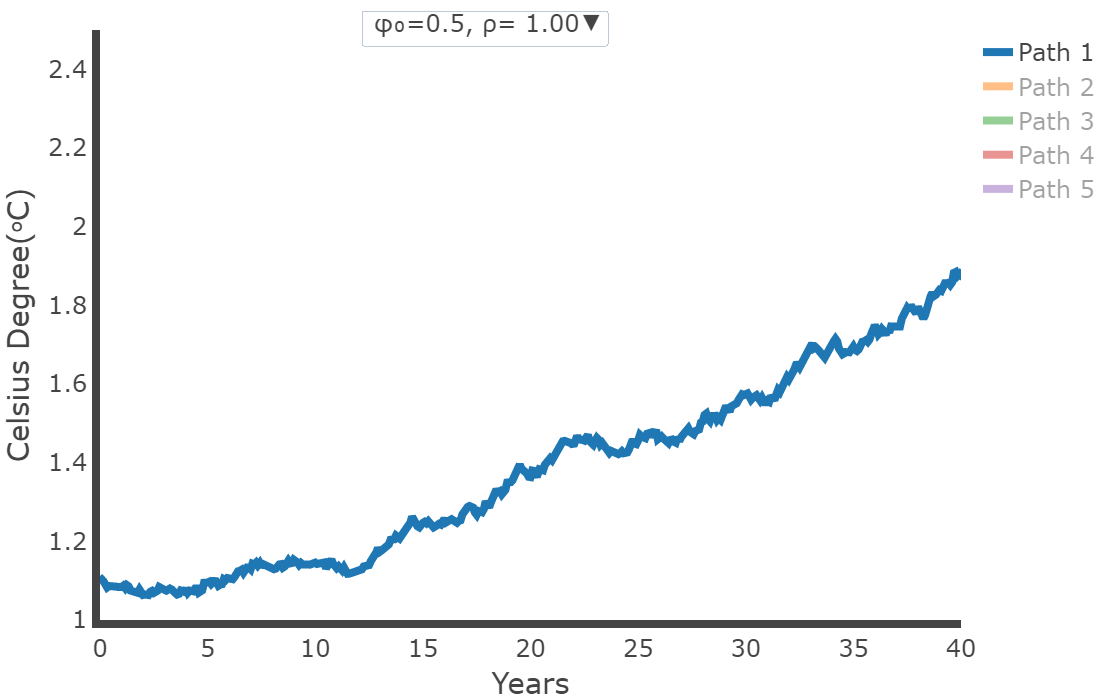 φ₀=0.5, ρ= 1.00▼
Path 1
Path 2
Path 3
Path 4
Path 5
2.4
2.2
2
1.8
1.6
1.4
1.2
1
Celsius Degree(ᵒC)
0 5 10 15 20 25 30 35 40
Years